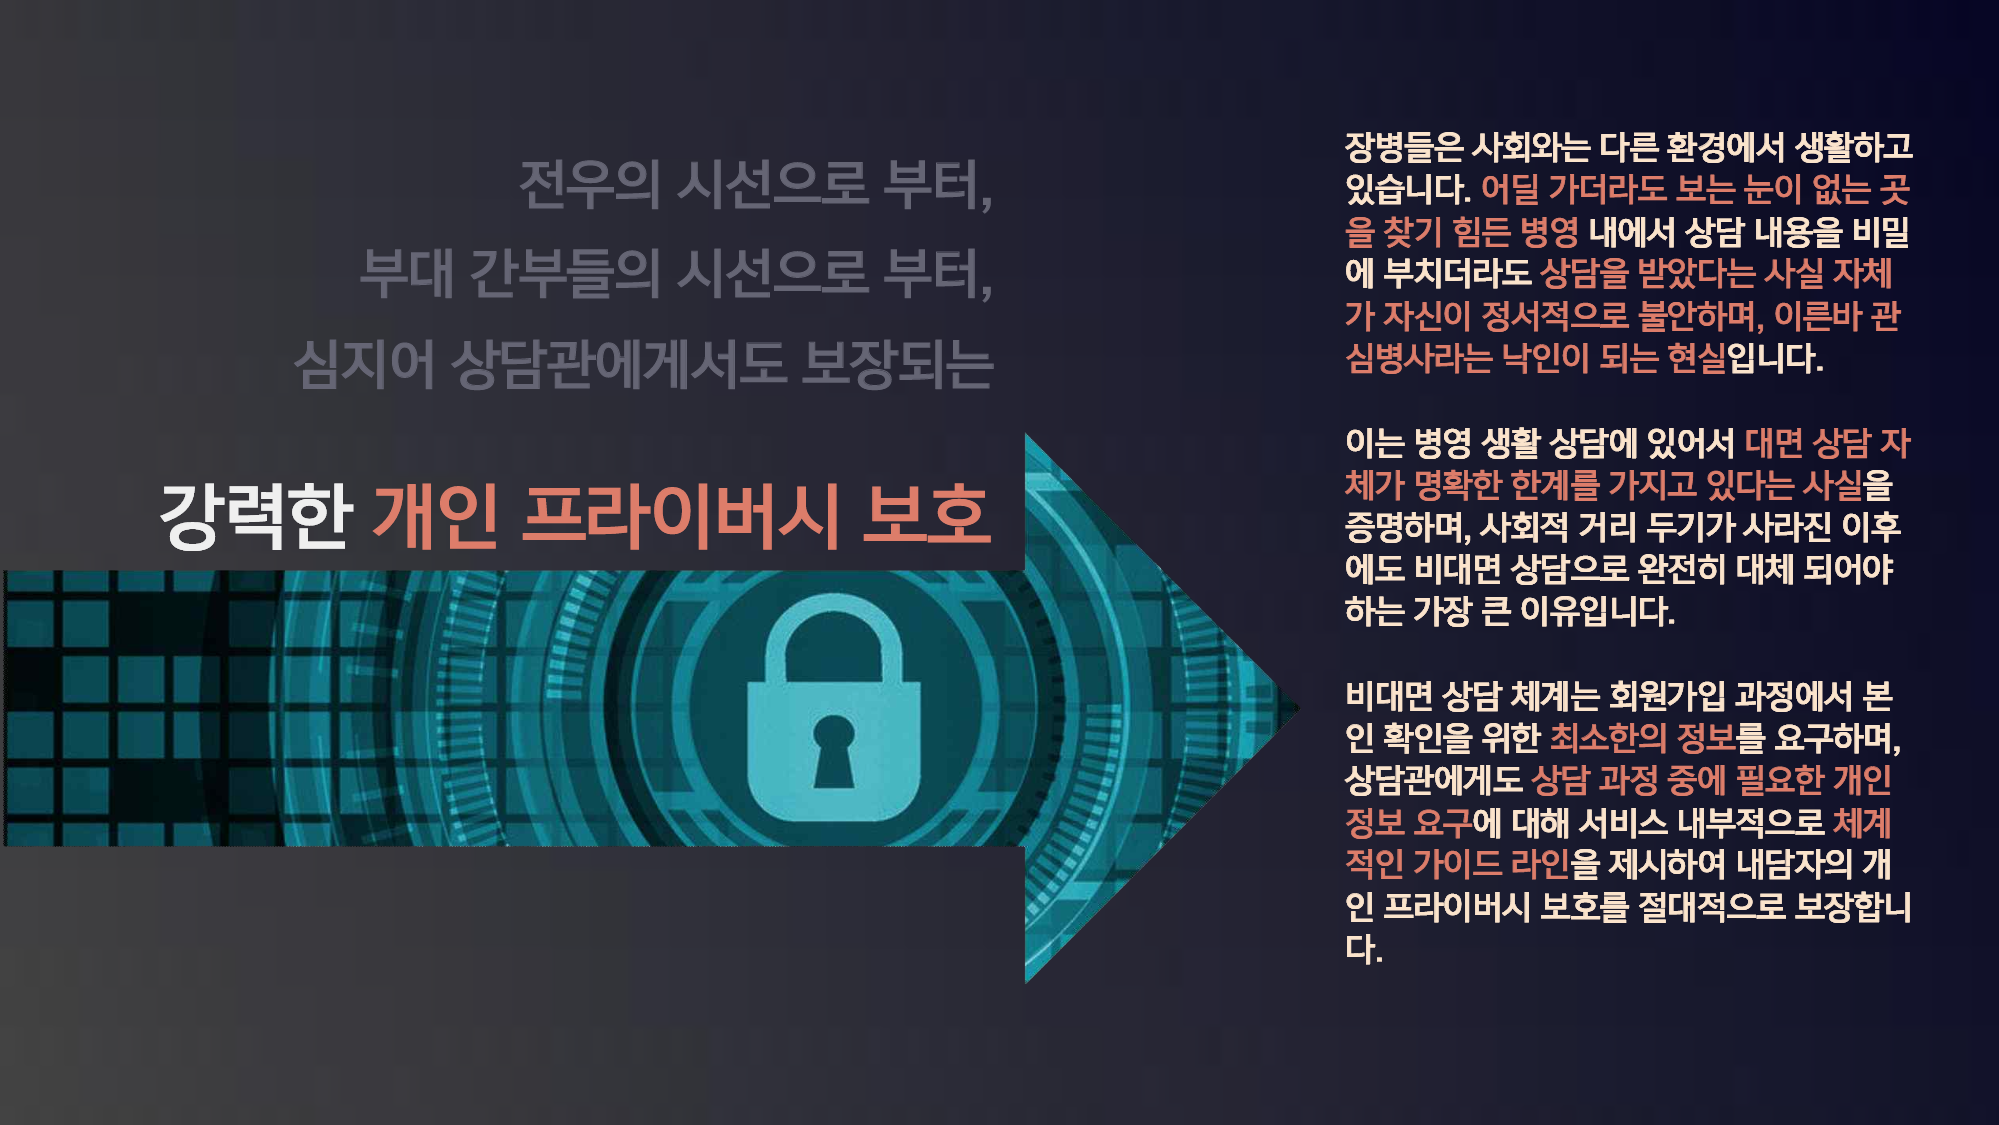 전우의 시선으로 부터,
부대 간부들의 시선으로 부터,
심지어 상담관에게서도 보장되는
강력한 개인 프라이버시 보호
장병들은 사회와는 다른 환경에서 생활하고
있습니다. 어딜 가더라도 보는 눈이 없는 곳
을 찾기 힘든 병영 내에서 상담 내용을 비밀
에 부치더라도 상담을 받았다는 사실 자체
가 자신이 정서적으로 불안하며, 이른바 관
심병사라는 낙인이 되는 현실입니다.
이는 병영 생활 상담에 있어서 대면 상담 자
체가 명확한 한계를 가지고 있다는 사실을
증명하며, 사회적 거리 두기가 사라진 이후
에도 비대면 상담으로 완전히 대체 되어야
하는 가장 큰 이유입니다.
비대면 상담 체계는 회원가입 과정에서 본
인 확인을 위한 최소한의 정보를 요구하며,
상담관에게도 상담 과정 중에 필요한 개인
정보 요구에 대해 서비스 내부적으로 체계
적인 가이드 라인을 제시하여 내담자의 개
인 프라이버시 보호를 절대적으로 보장합니
다.